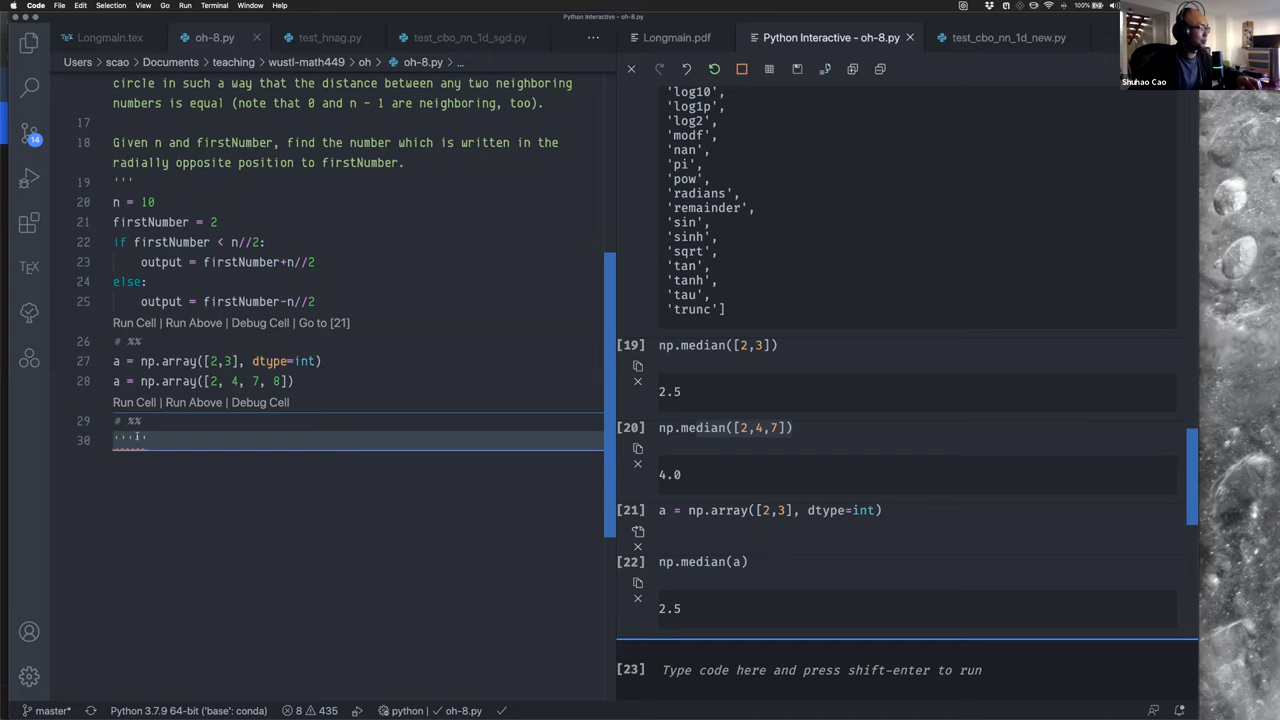 Code File Edit Selection View Go Run Terminal Window Help
100%
Python Interactive - oh-8.py
Longmain.tex
oh-8.py
test_hnag.py
test_cbo_nn_1d_sgd.py
Longmain.pdf
Python Interactive - oh-8.py
test_cbo_nn_1d_new.py
Shuhao Cao
Users > scao > Documents > teaching > wustl-math449 > oh > oh-8.py > ...
circle in such a way that the distance between any two neighboring
numbers is equal (note that 0 and n - 1 are neighboring, too).
17
18 Given n and firstNumber, find the number which is written in the
radially opposite position to firstNumber.
19 '''
20 n = 10
21 firstNumber = 2
22 if firstNumber < n//2:
23 output = firstNumber+n//2
24 else:
25 output = firstNumber-n//2
Run Cell | Run Above | Debug Cell | Go to [21]
26 # %%
27 a = np.array([2,3], dtype=int)
28 a = np.array([2, 4, 7, 8])
Run Cell | Run Above | Debug Cell
29 # %%
30
14
TEX
'log10',
'log1p',
'log2',
'modf',
'nan',
'pi',
'pow',
'radians',
'remainder',
'sin',
'sinh',
'sqrt',
'tan',
'tanh',
'tau',
'trunc']
[19] np.median([2,3])
2.5
[20] np.median([2,4,7])
4.0
[21] a = np.array([2,3], dtype=int)
[22] np.median(a)
2.5
[23] Type code here and press shift-enter to run
master* Python 3.7.9 64-bit ('base': conda) 8 435 python | oh-8.py